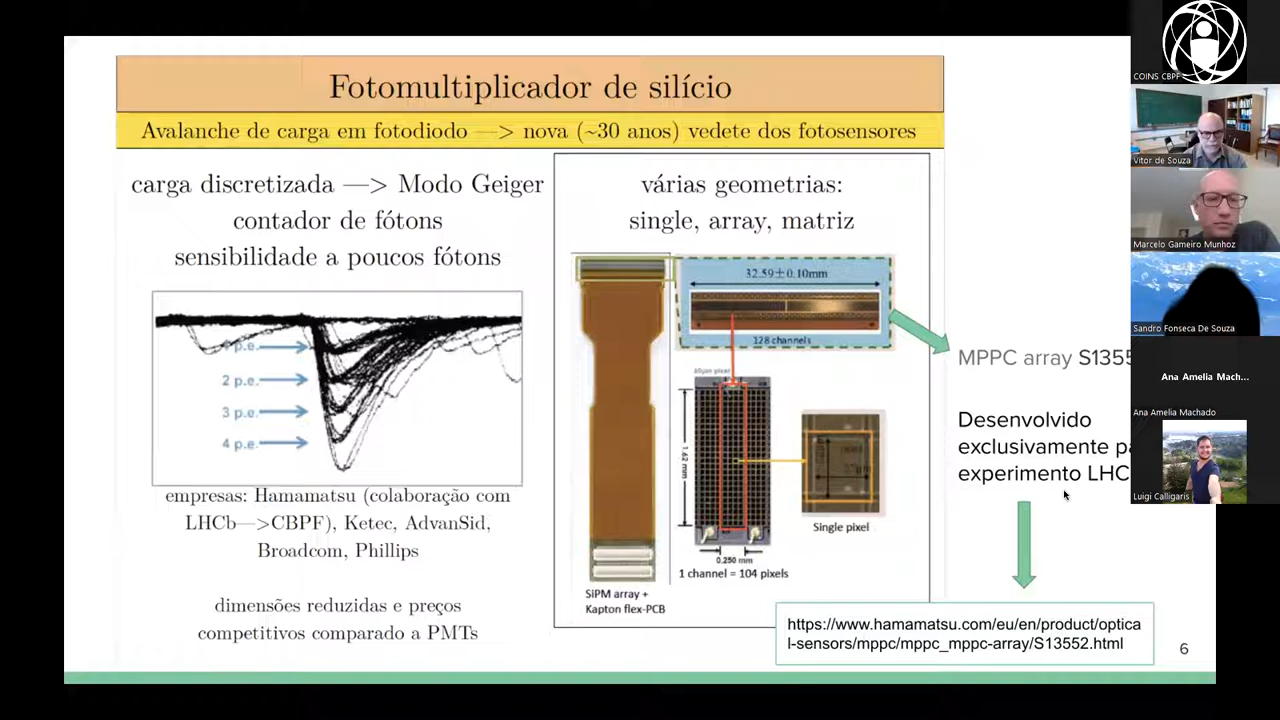 Fotomultiplicador de silício
Avalanche de carga em fotodiodo —> nova (~30 anos) vedete dos fotosensores
carga discretizada —> Modo Geiger
contador de fótons
sensibilidade a poucos fótons
p.e.
2 p.e.
3 p.e.
4 p.e.
empresas: Hamamatsu (colaboração com
LHCb—>CBPF), Ketec, AdvanSid,
Broadcom, Phillips
dimensões reduzidas e preços
competitivos comparado a PMTs
várias geometrias:
single, array, matriz
32.59±0.10mm
128 channels
1.62 mm
0.250 mm
1 channel = 104 pixels
Single pixel
SiPM array +
Kapton flex-PCB
MPPC array S1355
Desenvolvido
exclusivamente pa
experimento LHC
https://www.hamamatsu.com/eu/en/product/optica
l-sensors/mppc/mppc_mppc-array/S13552.html
6
COINS CBPF
Vitor de Souza
Marcelo Gameiro Munhoz
Sandro Fonseca De Souza
Ana Amelia Mach...
Ana Amelia Machado
Luigi Calligaris